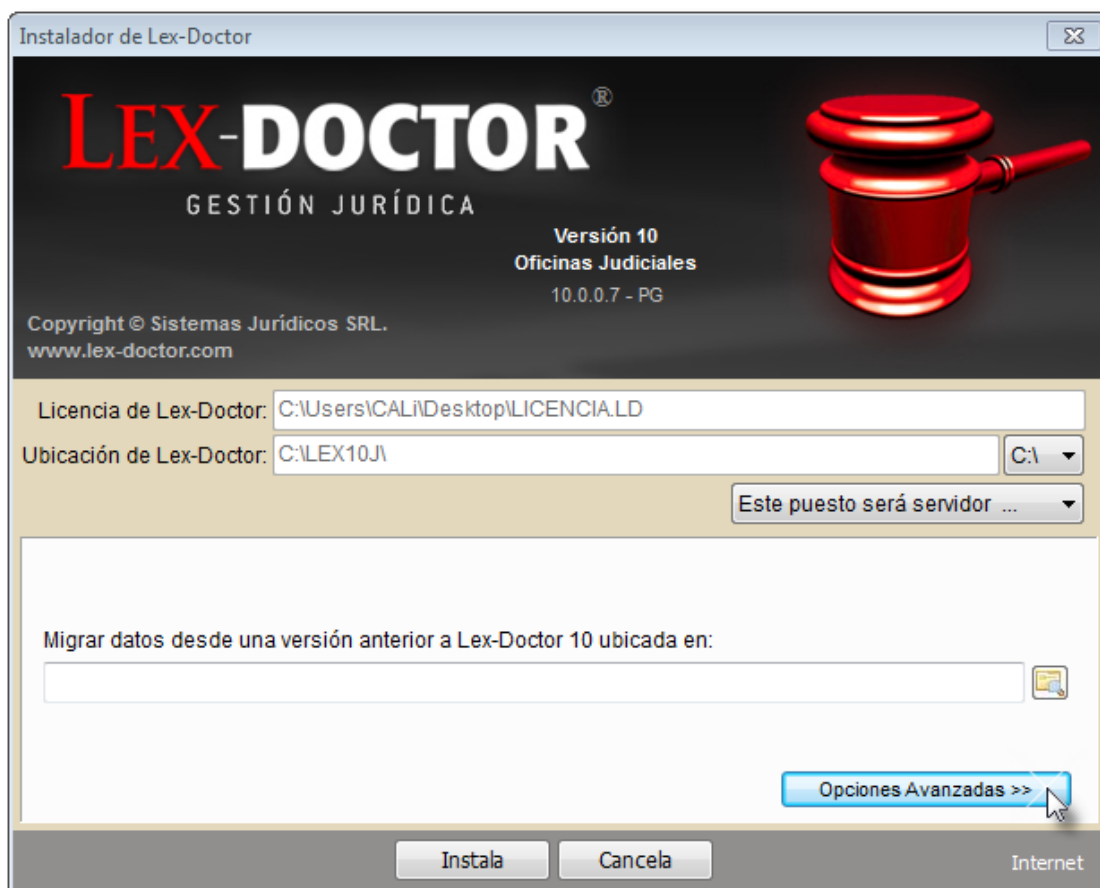 Instalador de Lex-Doctor
LEX-DOCTOR®
GESTIÓN JURÍDICA
Versión 10
Oficinas Judiciales
10.0.0.7 - PG
Copyright © Sistemas Jurídicos SRL.
www.lex-doctor.com
Licencia de Lex-Doctor: C:\Users\CALi\Desktop\LICENCIA.LD
Ubicación de Lex-Doctor: C:\LEX10J\ C:\
Este puesto será servidor ...
Migrar datos desde una versión anterior a Lex-Doctor 10 ubicada en:
Opciones Avanzadas >>
Instala Cancela Internet